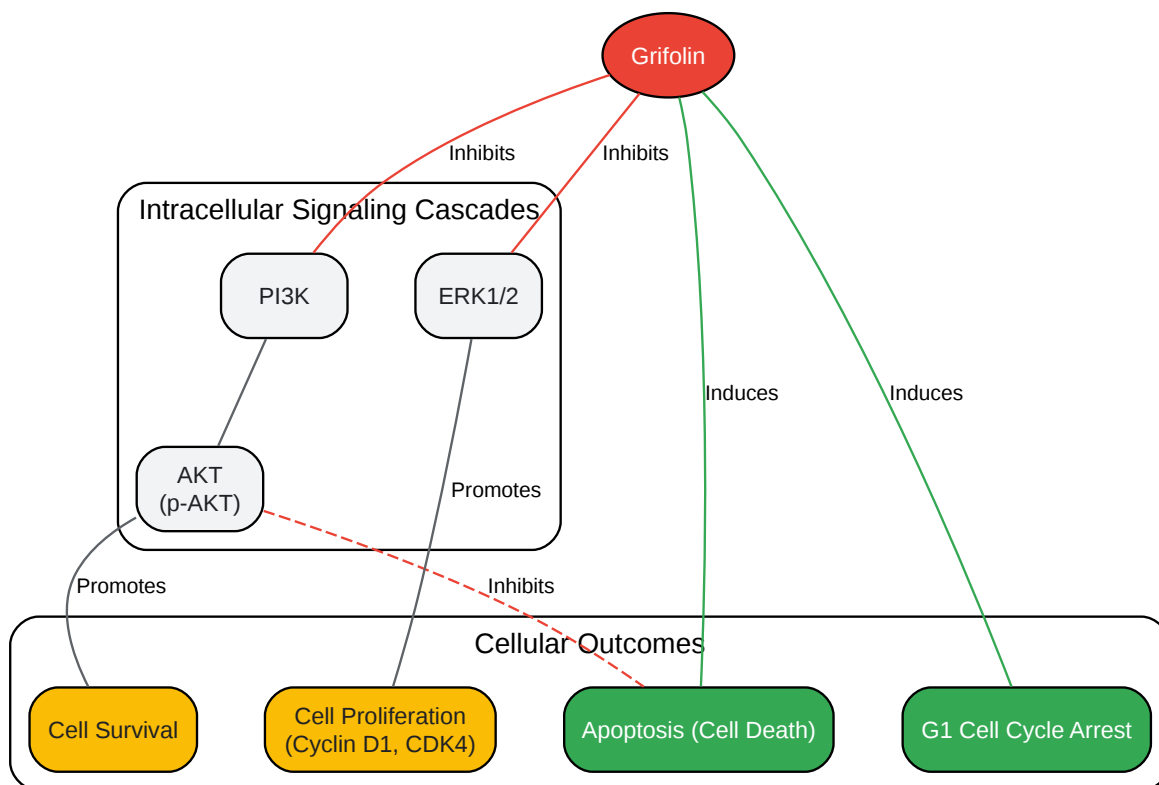 Grifolin
Inhibits
Inhibits
Intracellular Signaling Cascades
PI3K
ERK1/2
Induces
Induces
AKT
(p-AKT)
Promotes
Promotes
Inhibits
Cellular Outcomes
Cell Survival
Cell Proliferation
(Cyclin D1, CDK4)
Apoptosis (Cell Death)
G1 Cell Cycle Arrest